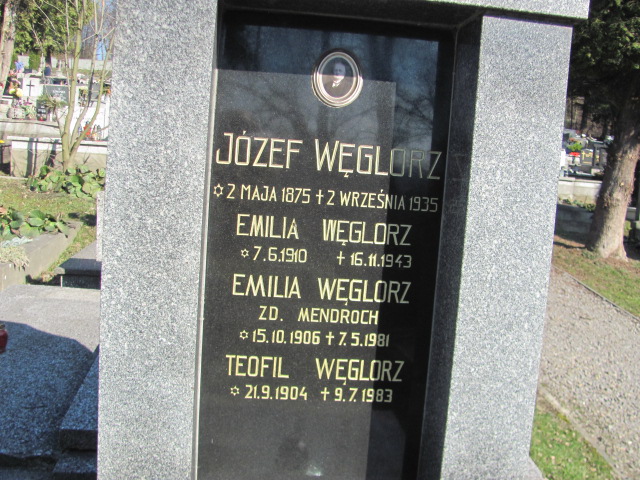 JÓZEF WĘGLORZ
✡ 2 MAJA 1875 ✝ 2 WRZEŚNIA 1935
EMILIA WĘGLORZ
✡ 7.6.1910 ✝ 16.11.1943
EMILIA WĘGLORZ
ZD. MENDROCH
✡ 15.10.1906 ✝ 7.5.1981
TEOFIL WĘGLORZ
✡ 21.9.1904 ✝ 9.7.1983